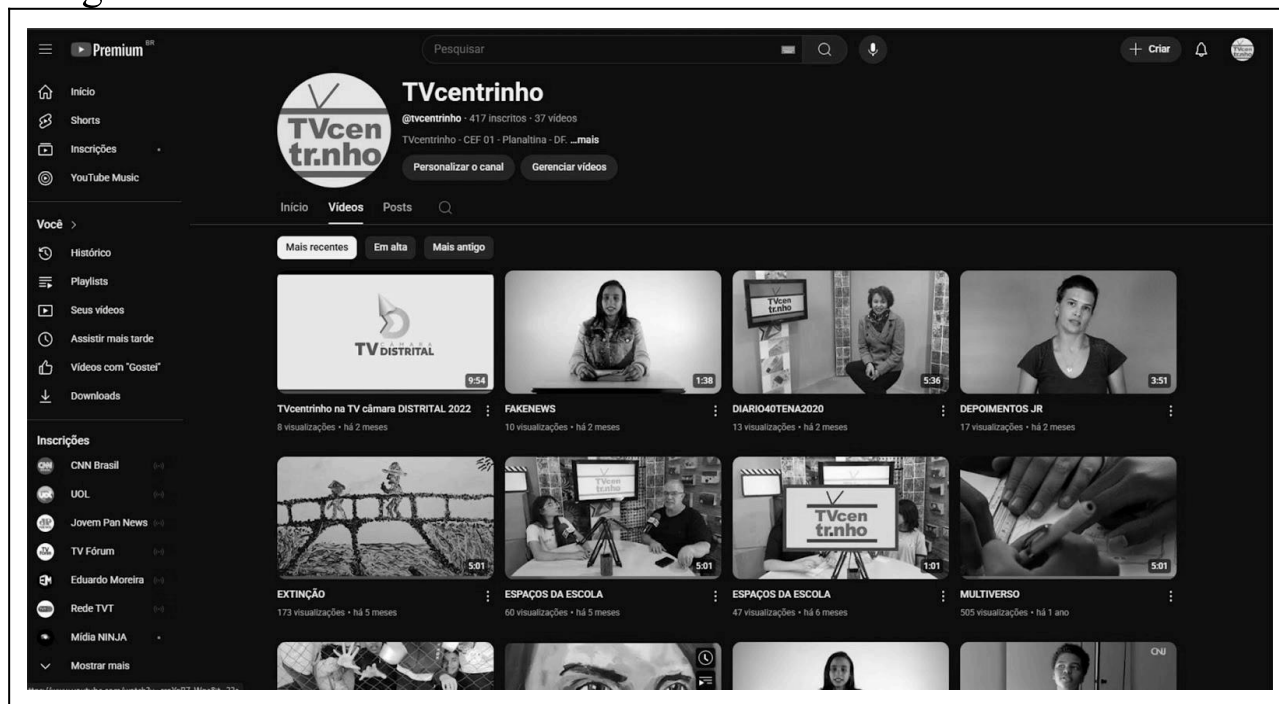 Premium BR
Pesquisar
Criar
TVcen
tr.nho
Início
Shorts
Inscrições
YouTube Music
Você
Histórico
Playlists
Seus vídeos
Assistir mais tarde
Vídeos com "Gostei"
Downloads
Inscrições
CNN Brasil
UOL
Jovem Pan News
TV Fórum
Eduardo Moreira
Rede TVT
Mídia NINJA
Mostrar mais
TVcen
tr.nho
TVcentrinho
@tvcentrinho · 417 inscritos · 37 vídeos
TVcentrinho - CEF 01 - Planaltina - DF. ...mais
Personalizar o canal Gerenciar vídeos
Início Vídeos Posts
Mais recentes Em alta Mais antigo
TV CÂMARA DISTRITAL
9:54
1:38
TVcen
tr.nho
5:36
3:51
TVcentrinho na TV câmara DISTRITAL 2022
8 visualizações • há 2 meses
FAKENEWS
10 visualizações • há 2 meses
DIARIO40TENA2020
13 visualizações • há 2 meses
DEPOIMENTOS JR
17 visualizações • há 2 meses
5:01
TVcen
tr.nho
5:01
TVcen
tr.nho
1:01
5:01
EXTINÇÃO
173 visualizações • há 5 meses
ESPAÇOS DA ESCOLA
60 visualizações • há 5 meses
ESPAÇOS DA ESCOLA
47 visualizações • há 6 meses
MULTIVERSO
505 visualizações • há 1 ano
CNJ